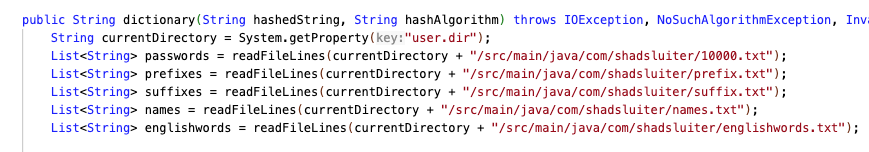 public String dictionary(String hashedString, String hashAlgorithm) throws IOException, NoSuchAlgorithmException, Inva
String currentDirectory = System.getProperty(key:"user.dir");
List<String> passwords = readFileLines(currentDirectory + "/src/main/java/com/shadsluiter/10000.txt");
List<String> prefixes = readFileLines(currentDirectory + "/src/main/java/com/shadsluiter/prefix.txt");
List<String> suffixes = readFileLines(currentDirectory + "/src/main/java/com/shadsluiter/suffix.txt");
List<String> names = readFileLines(currentDirectory + "/src/main/java/com/shadsluiter/names.txt");
List<String> englishwords = readFileLines(currentDirectory + "/src/main/java/com/shadsluiter/englishwords.txt");